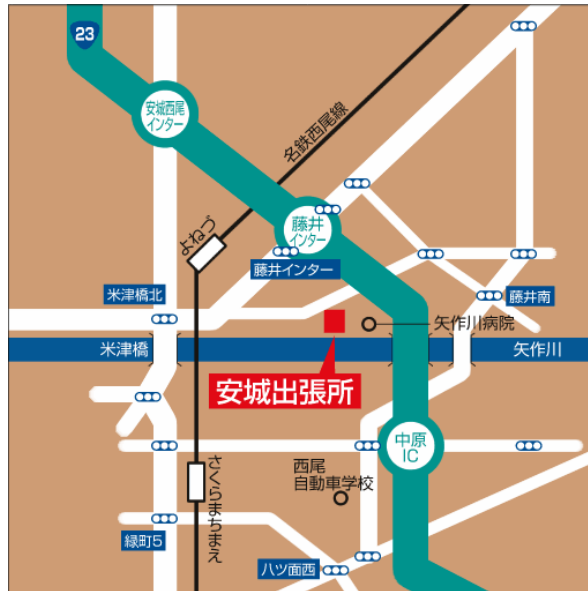 23
安城西尾
インター
名鉄西尾線
よねづ
藤井
インター
藤井インター
米津橋北
藤井南
矢作川病院
米津橋
矢作川
安城出張所
中原
IC
西尾
自動車学校
さくらまちまえ
緑町5
八ツ面西